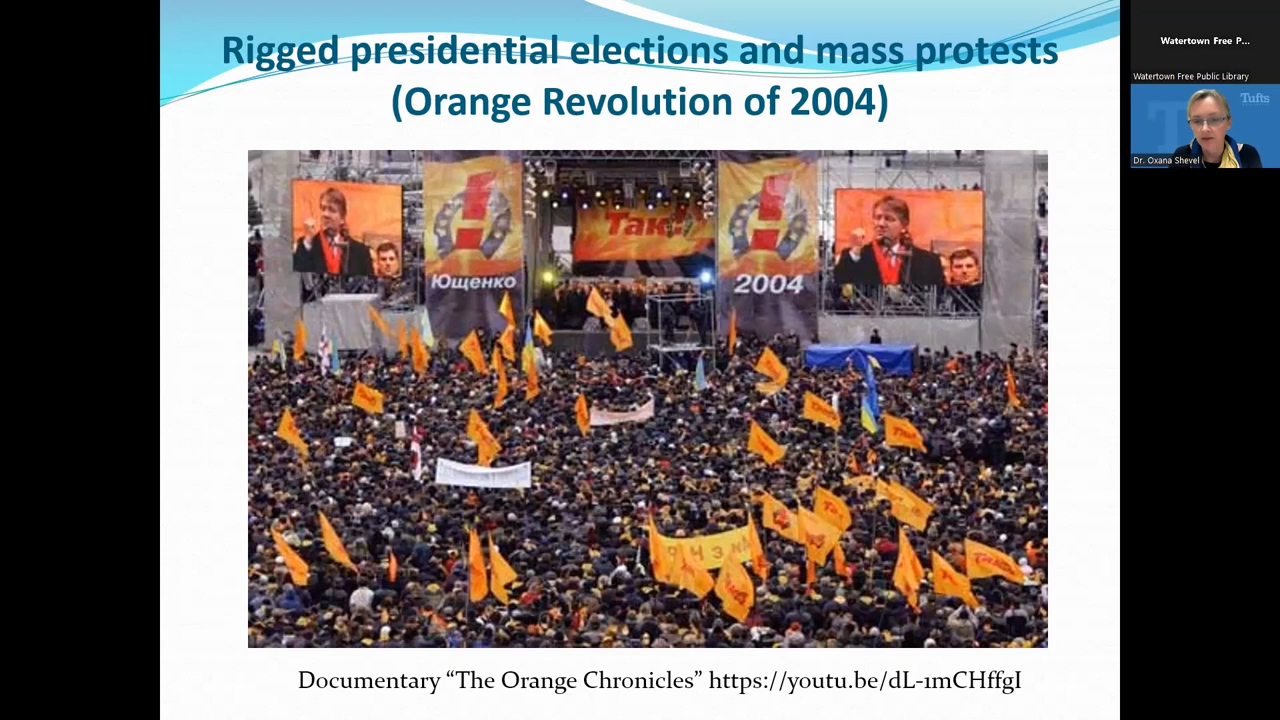 Rigged presidential elections and mass protests
(Orange Revolution of 2004)
Так!
Ющенко
2004
Documentary “The Orange Chronicles” https://youtu.be/dL-1mCHffgI
Watertown Free P...
Watertown Free Public Library
Tufts
Dr. Oxana Shevel